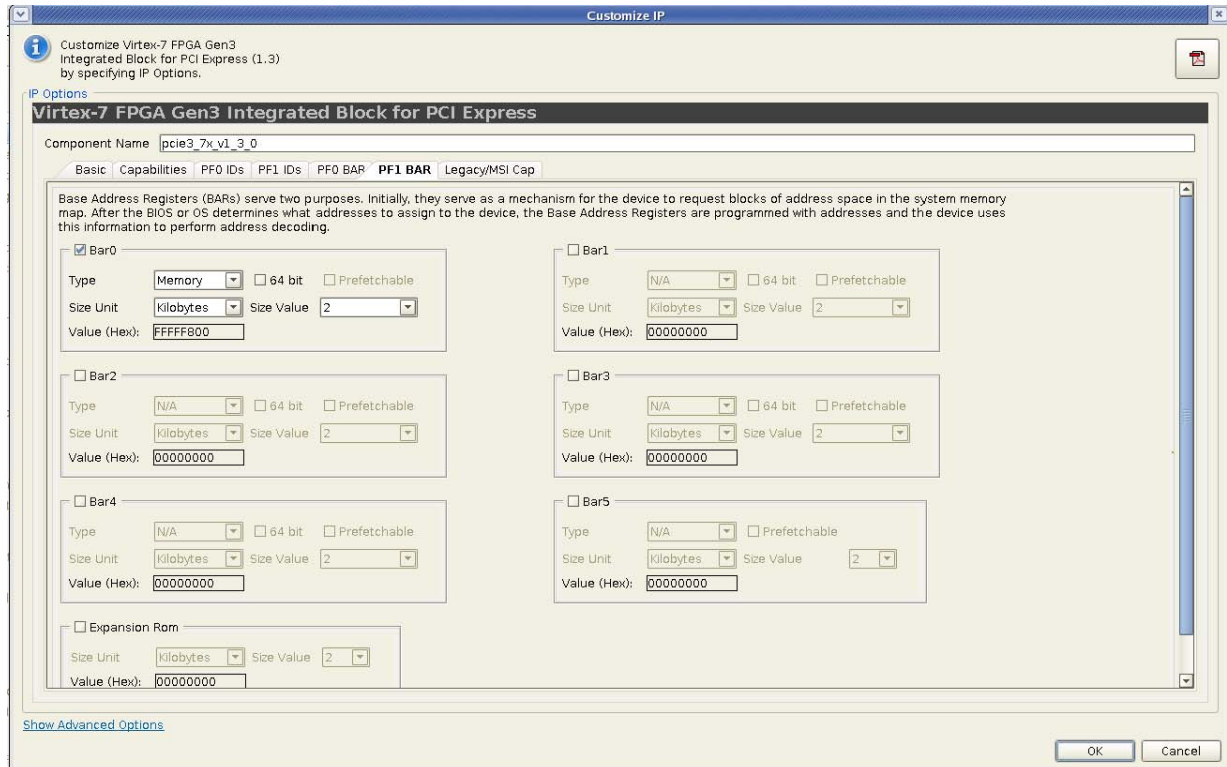 Customize IP
Customize Virtex-7 FPGA Gen3
Integrated Block for PCI Express (1.3)
by specifying IP Options.
IP Options
Virtex-7 FPGA Gen3 Integrated Block for PCI Express
Component Name pcie3_7x_v1_3_0
Basic Capabilities PF0 IDs PF1 IDs PF0 BAR PF1 BAR Legacy/MSI Cap
Base Address Registers (BARs) serve two purposes. Initially, they serve as a mechanism for the device to request blocks of address space in the system memory
map. After the BIOS or OS determines what addresses to assign to the device, the Base Address Registers are programmed with addresses and the device uses
this information to perform address decoding.
Bar0
Type Memory 64 bit Prefetchable
Size Unit Kilobytes Size Value 2
Value (Hex): FFFFF800
Bar1
Type N/A 64 bit Prefetchable
Size Unit Kilobytes Size Value 2
Value (Hex): 00000000
Bar2
Type N/A 64 bit Prefetchable
Size Unit Kilobytes Size Value 2
Value (Hex): 00000000
Bar3
Type N/A 64 bit Prefetchable
Size Unit Kilobytes Size Value 2
Value (Hex): 00000000
Bar4
Type N/A 64 bit Prefetchable
Size Unit Kilobytes Size Value 2
Value (Hex): 00000000
Bar5
Type N/A Prefetchable
Size Unit Kilobytes Size Value 2
Value (Hex): 00000000
Expansion Rom
Size Unit Kilobytes Size Value 2
Value (Hex): 00000000
Show Advanced Options
OK Cancel